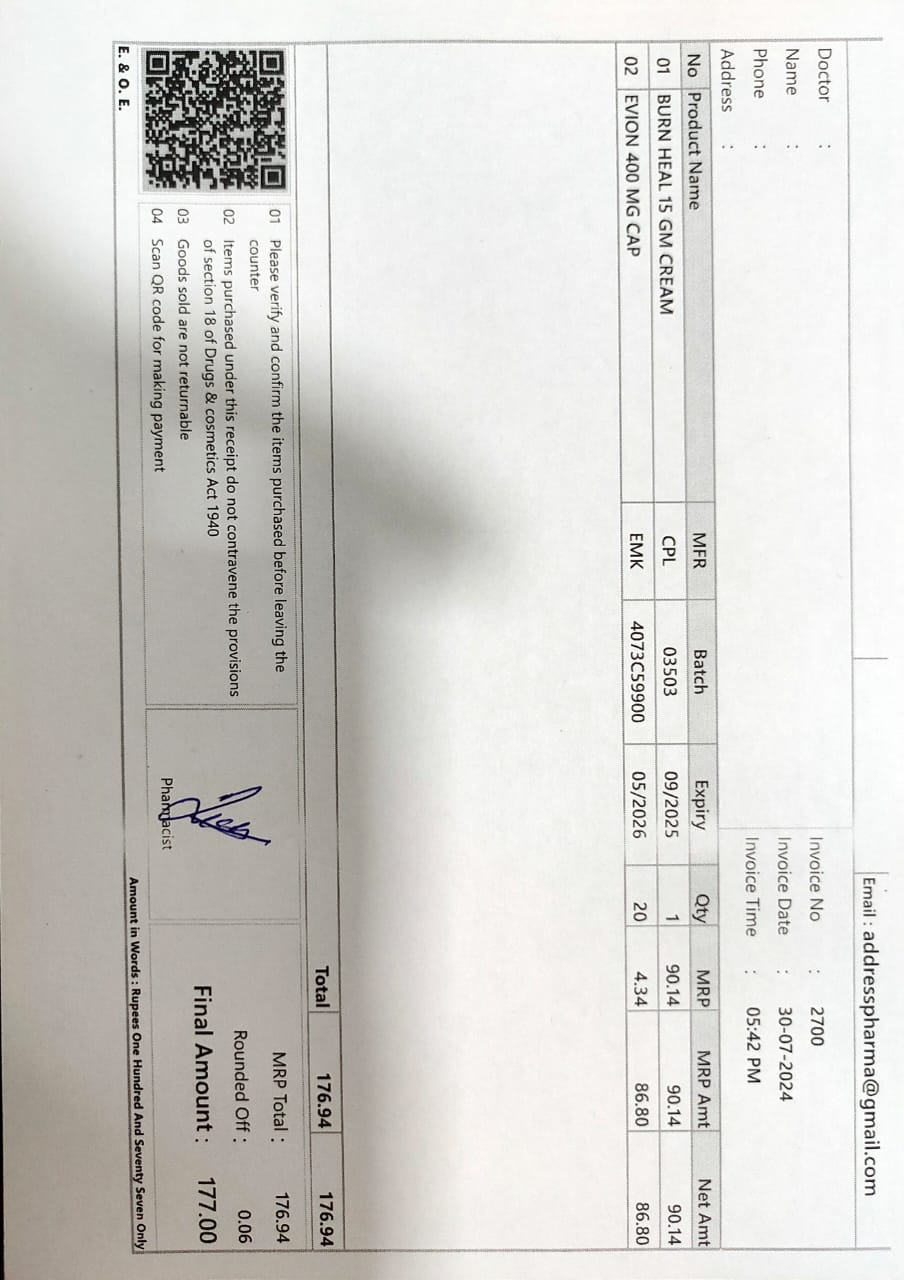 Email : addresspharma@gmail.com
Doctor :
Name :
Phone :
Address :
Invoice No : 2700
Invoice Date : 30-07-2024
Invoice Time : 05:42 PM
No Product Name MFR Batch Expiry Qty MRP MRP Amt Net Amt
01 BURN HEAL 15 GM CREAM CPL 03503 09/2025 1 90.14 90.14 90.14
02 EVION 400 MG CAP EMK 4073C59900 05/2026 20 4.34 86.80 86.80
Total 176.94 176.94
01 Please verify and confirm the items purchased before leaving the
counter
02 Items purchased under this receipt do not contravene the provisions
of section 18 of Drugs & cosmetics Act 1940
03 Goods sold are not returnable
04 Scan QR code for making payment
Pharmacist
MRP Total : 176.94
Rounded Off : 0.06
Final Amount : 177.00
E. & O. E.
Amount in Words : Rupees One Hundred And Seventy Seven Only